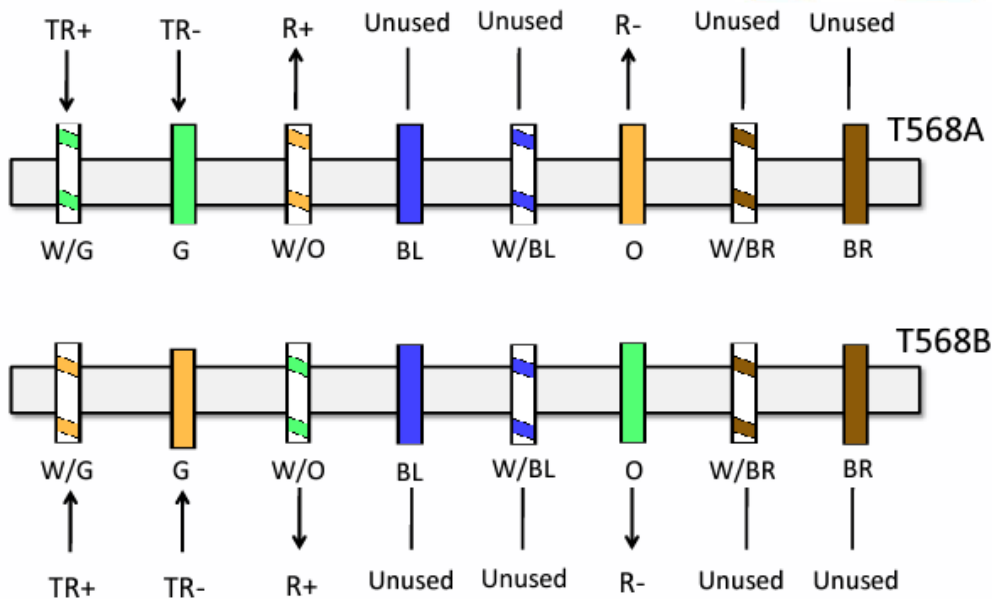 TR+ TR- R+ Unused Unused R- Unused Unused
T568A
W/G G W/O BL W/BL O W/BR BR
T568B
W/G G W/O BL W/BL O W/BR BR
TR+ TR- R+ Unused Unused R- Unused Unused